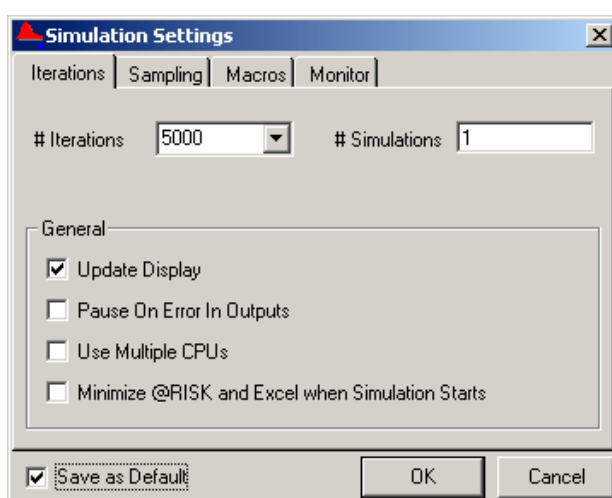 Simulation Settings
Iterations Sampling Macros Monitor
# Iterations 5000 # Simulations 1
General
Update Display
Pause On Error In Outputs
Use Multiple CPUs
Minimize @RISK and Excel when Simulation Starts
Save as Default OK Cancel